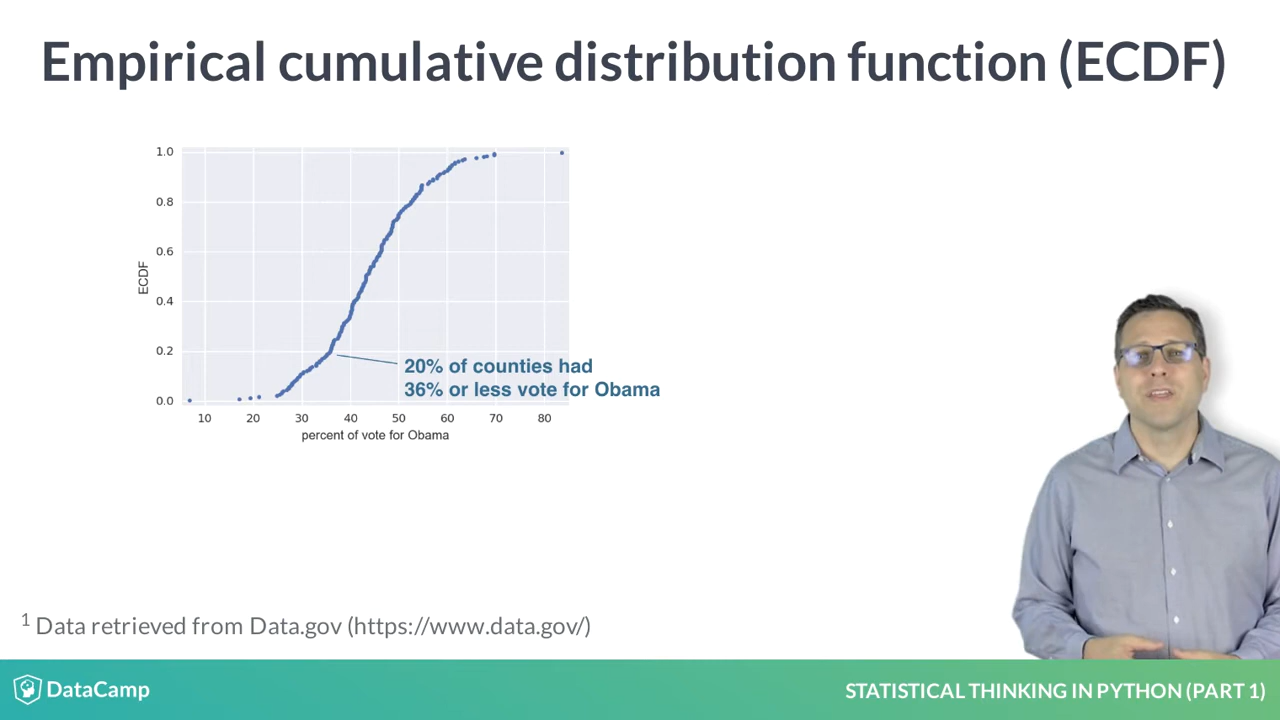 Empirical cumulative distribution function (ECDF)
1.0
0.8
0.6
0.4
0.2
0.0
ECDF
20% of counties had
36% or less vote for Obama
10 20 30 40 50 60 70 80
percent of vote for Obama
1 Data retrieved from Data.gov (https://www.data.gov/)
DataCamp
STATISTICAL THINKING IN PYTHON (PART 1)